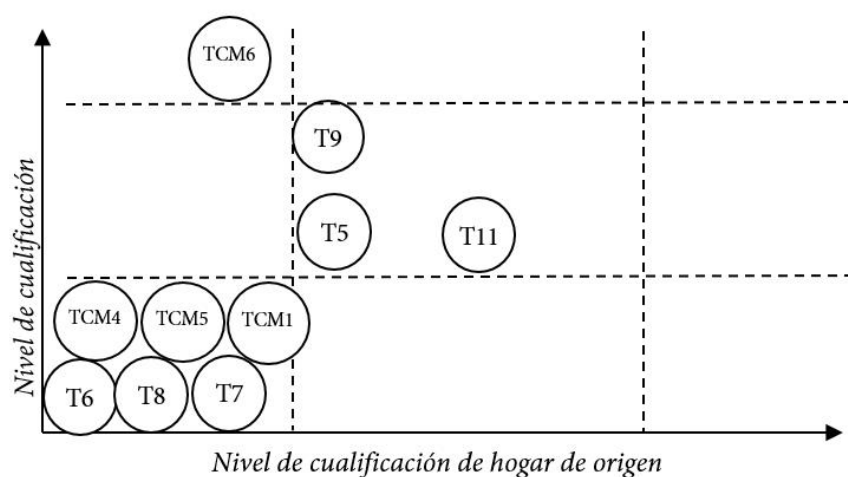 TCM6
T9
T5
T11
TCM4
TCM5
TCM1
T6
T8
T7
Nivel de cualificación
Nivel de cualificación de hogar de origen